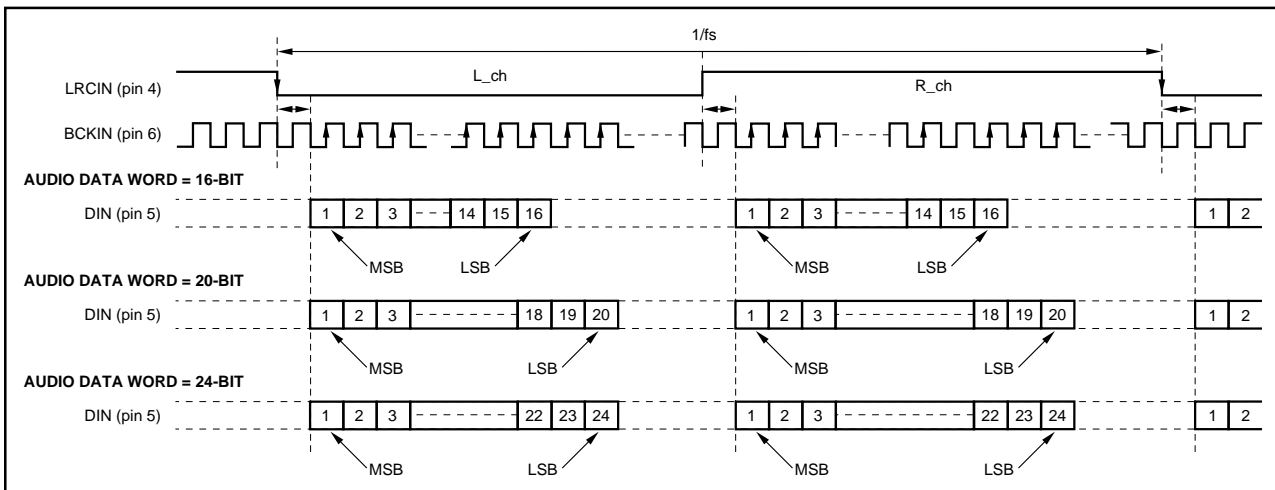 1/fs
LRCIN (pin 4)
L_ch
R_ch
BCKIN (pin 6)
AUDIO DATA WORD = 16-BIT
DIN (pin 5)
1 2 3 14 15 16 1 2 3 14 15 16 1 2
MSB LSB MSB LSB
AUDIO DATA WORD = 20-BIT
DIN (pin 5)
1 2 3 18 19 20 1 2 3 18 19 20 1 2
MSB LSB MSB LSB
AUDIO DATA WORD = 24-BIT
DIN (pin 5)
1 2 3 22 23 24 1 2 3 22 23 24 1 2
MSB LSB MSB LSB